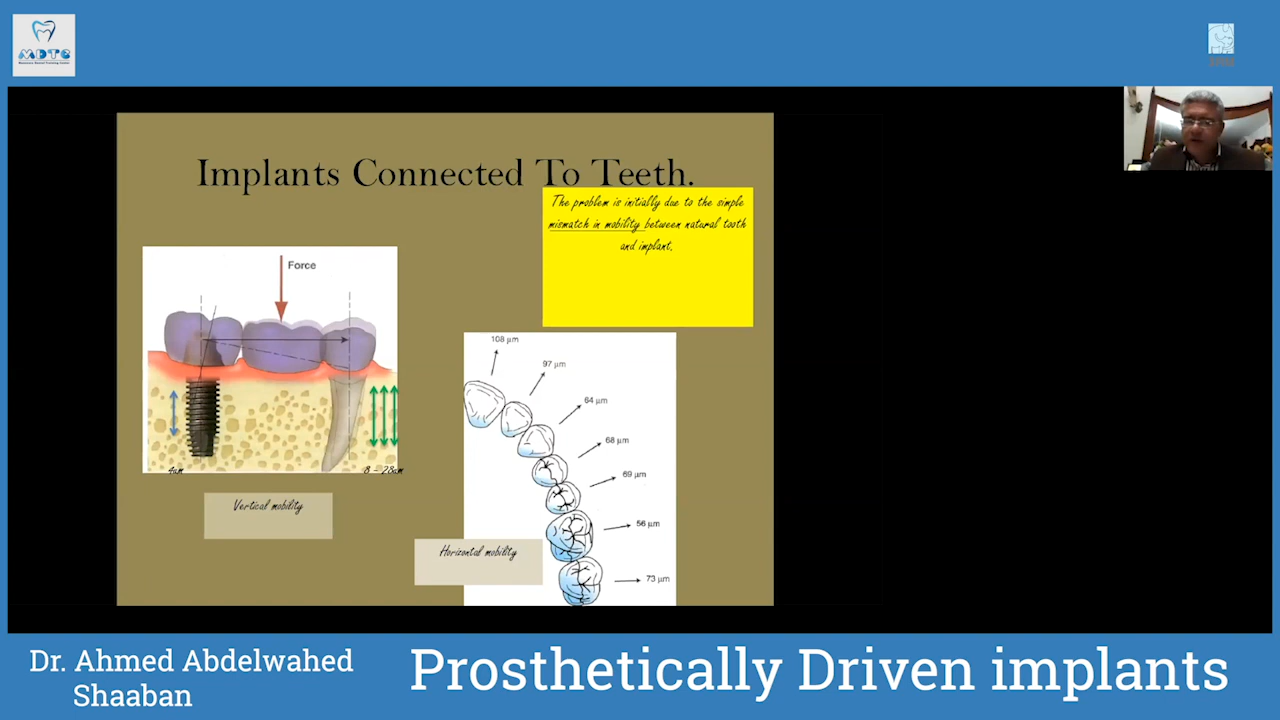 MDTC
Implants Connected To Teeth.
The problem is initially due to the simple
mismatch in mobility between natural tooth
and implant.
Force
4um
8 - 28um
Vertical mobility
108 µm
97 µm
64 µm
68 µm
69 µm
56 µm
73 µm
Horizontal mobility
Dr. Ahmed Abdelwahed
Shaaban
Prosthetically Driven implants